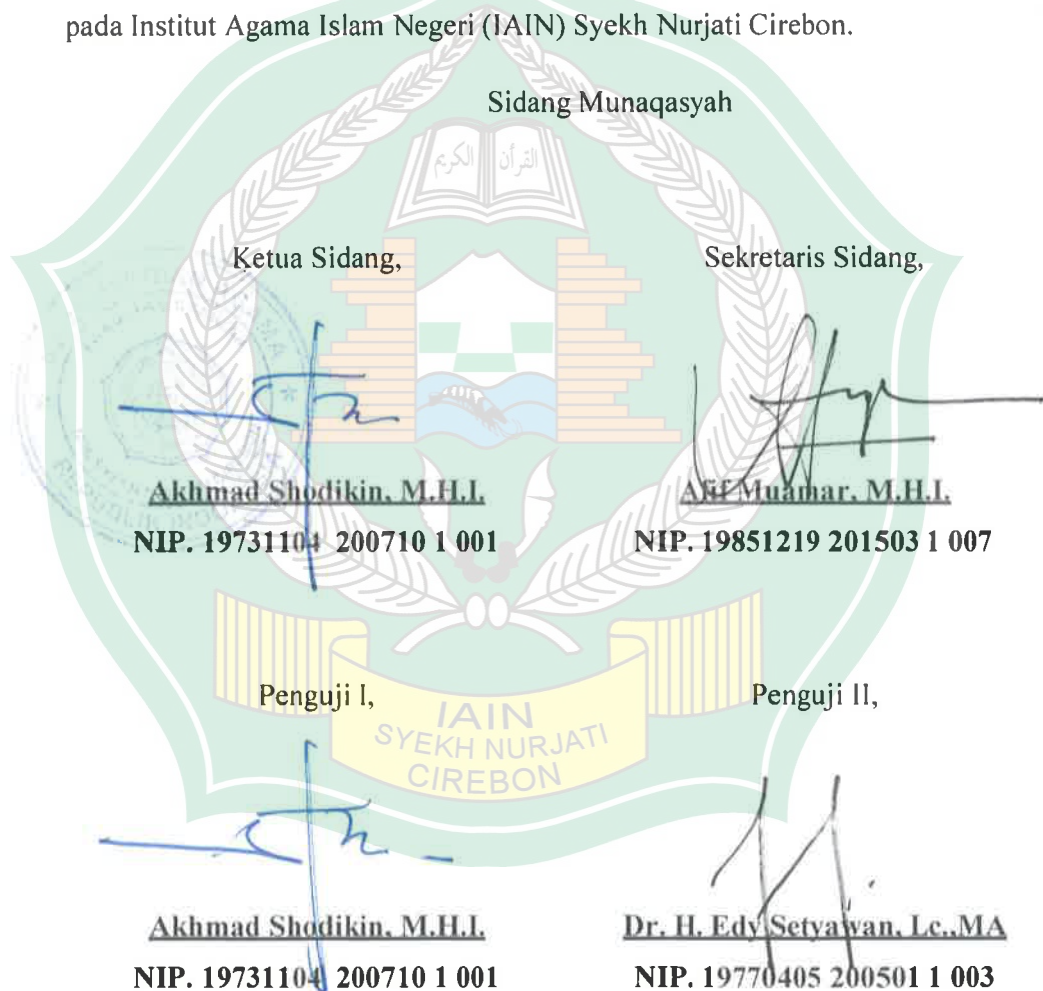 pada Institut Agama Islam Negeri (IAIN) Syekh Nurjati Cirebon.
Sidang Munaqasyah
القرآن الكريم
Ketua Sidang,
Sekretaris Sidang,
Akhmad Shodikin, M.H.I.
Alif Muamar, M.H.I.
NIP. 19731104 200710 1 001
NIP. 19851219 201503 1 007
Penguji I,
Penguji II,
IAIN
SYEKH NURJATI
CIREBON
Akhmad Shodikin, M.H.I.
Dr. H. Edy Setyawan, Lc.,MA
NIP. 19731104 200710 1 001
NIP. 19770405 200501 1 003